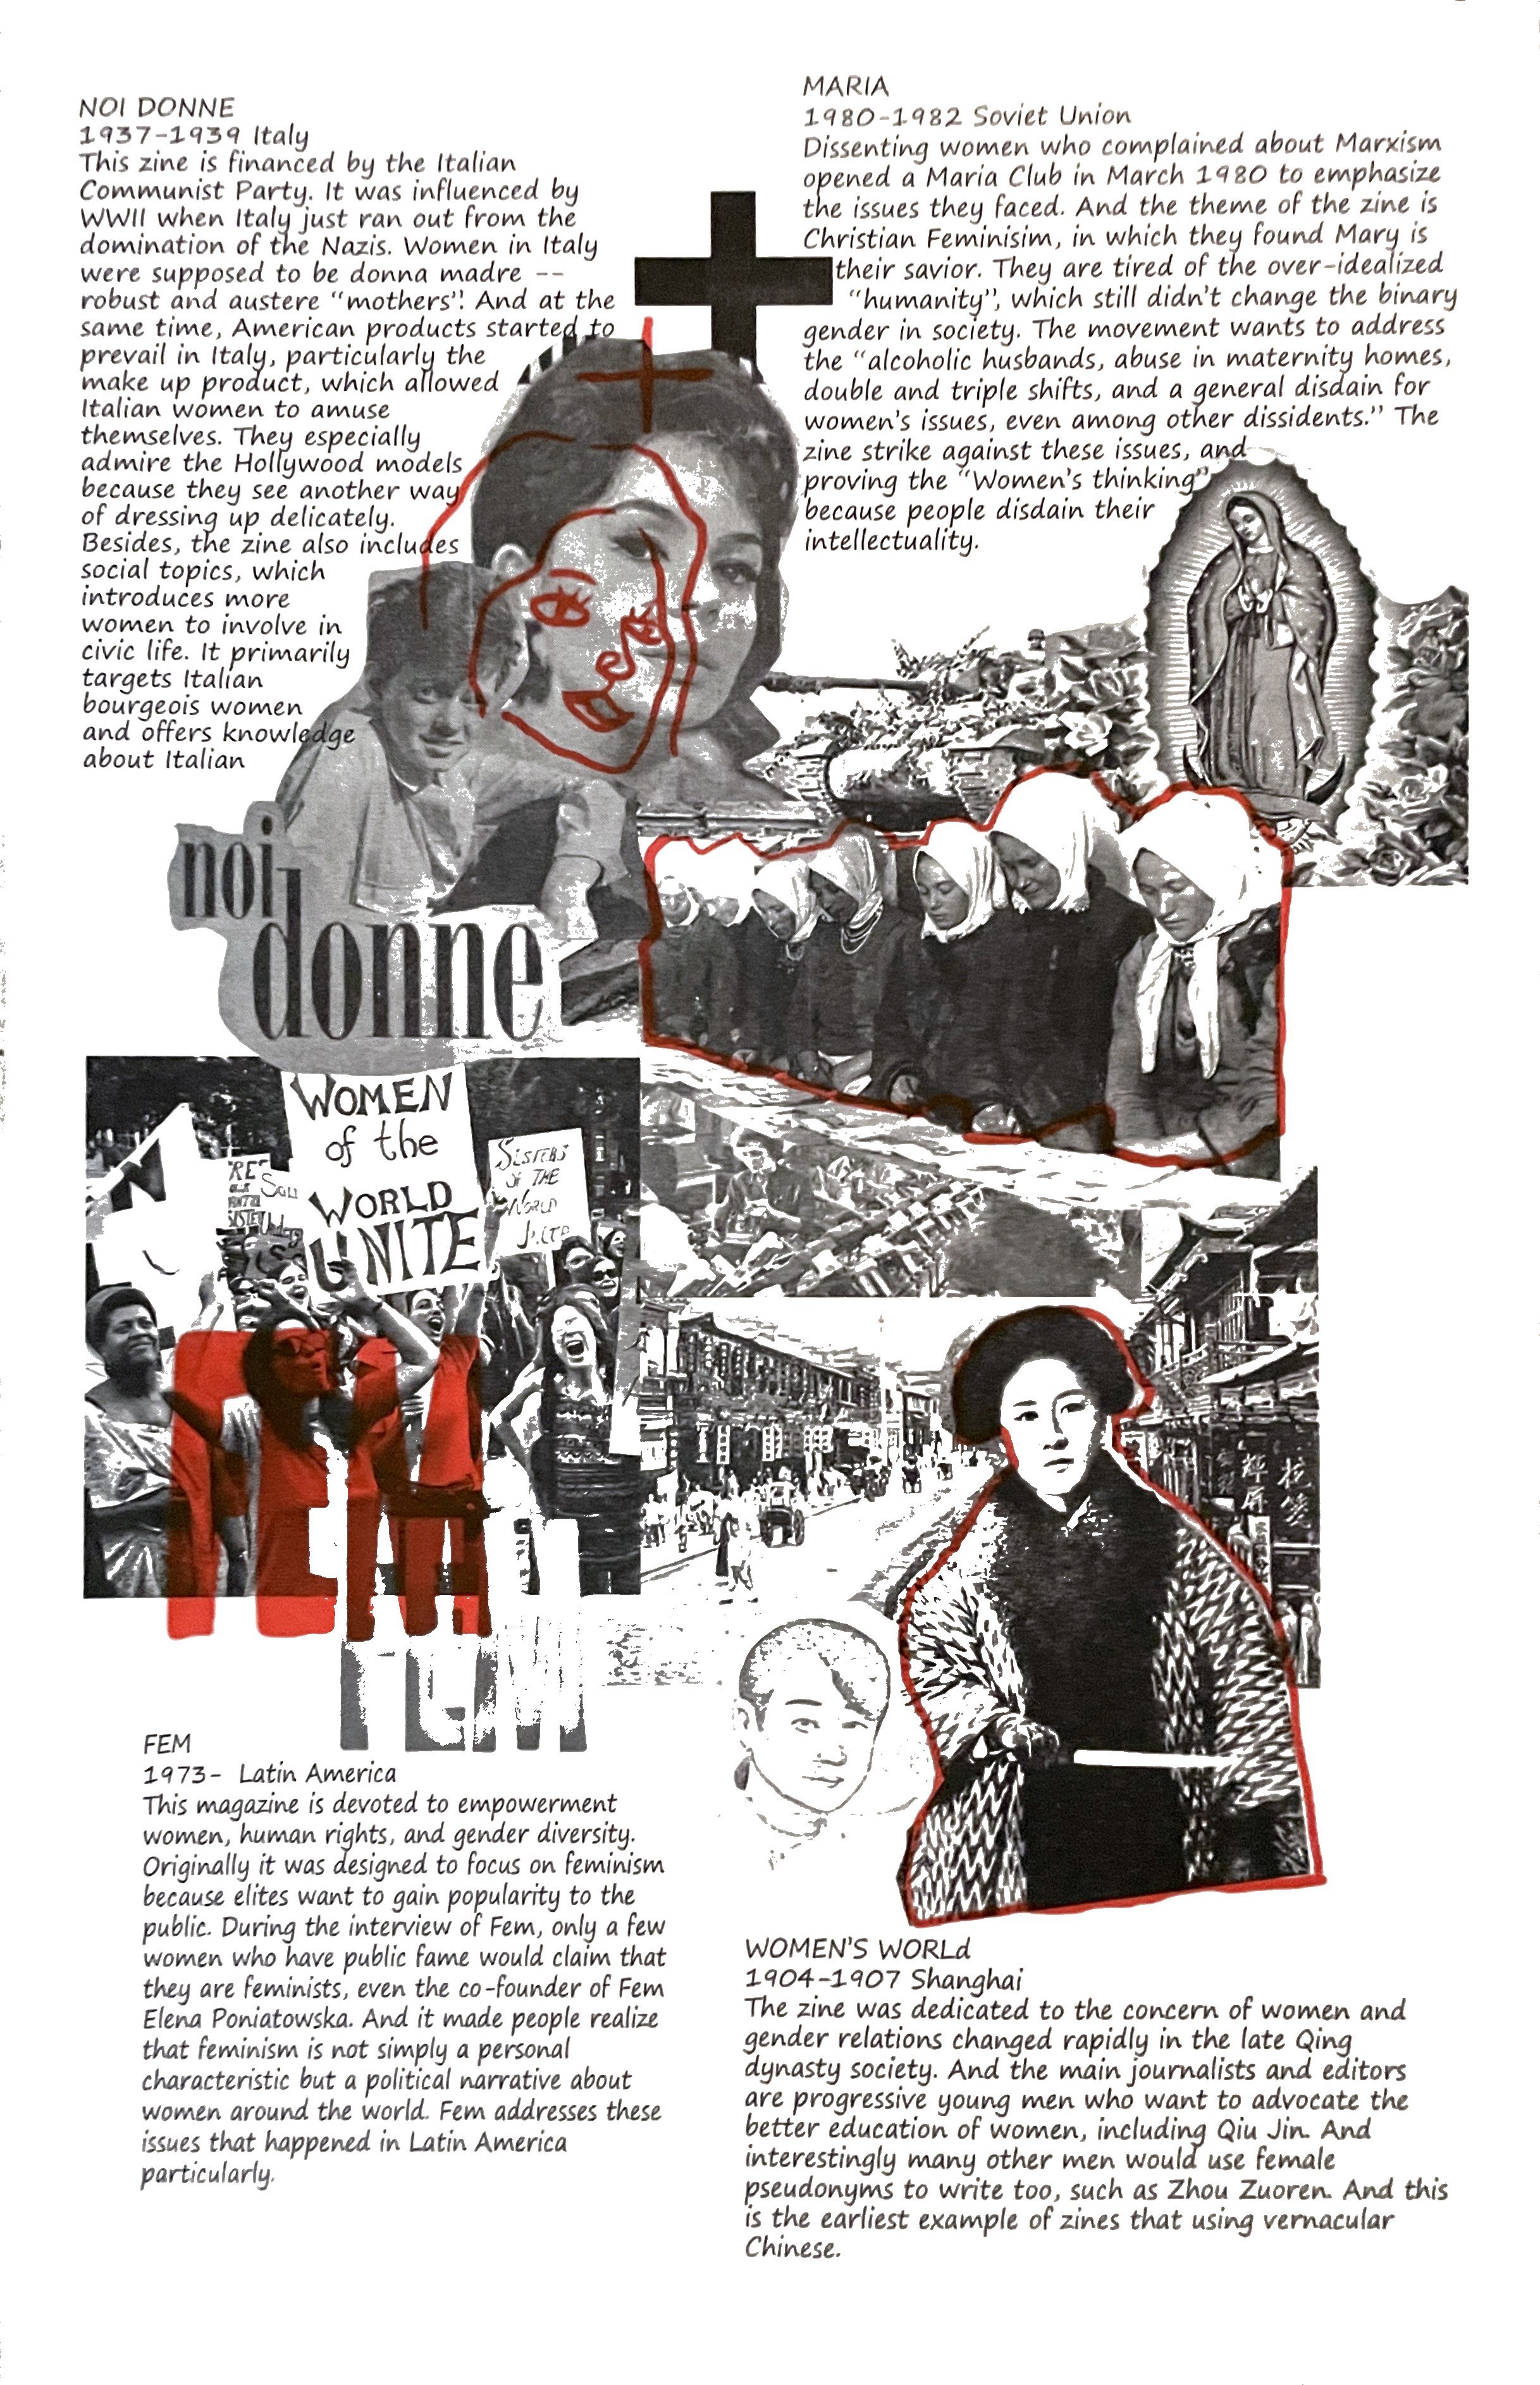 NOI DONNE
1937-1939 Italy
This zine is financed by the Italian
Communist Party. It was influenced by
WWII when Italy just ran out from the
domination of the Nazis. Women in Italy
were supposed to be donna madre --
robust and austere “mothers”. And at the
same time, American products started to
prevail in Italy, particularly the
make up product, which allowed
Italian women to amuse
themselves. They especially
admire the Hollywood models
because they see another way
of dressing up delicately.
Besides, the zine also includes
social topics, which
introduces more
women to involve in
civic life. It primarily
targets Italian
bourgeois women
and offers knowledge
about Italian
MARIA
1980-1982 Soviet Union
Dissenting women who complained about Marxism
opened a Maria Club in March 1980 to emphasize
the issues they faced. And the theme of the zine is
Christian Feminisim, in which they found Mary is
their savior. They are tired of the over-idealized
“humanity”, which still didn't change the binary
gender in society. The movement wants to address
the “alcoholic husbands, abuse in maternity homes,
double and triple shifts, and a general disdain for
women's issues, even among other dissidents.” The
zine strike against these issues, and
proving the “Women's thinking”
because people disdain their
intellectuality.
noi
donne
WOMEN
of the
WORLD
UNITE
SISTERS
OF THE
WORLD
FEM
FEM
FEM
1973- Latin America
This magazine is devoted to empowerment
women, human rights, and gender diversity.
Originally it was designed to focus on feminism
because elites want to gain popularity to the
public. During the interview of Fem, only a few
women who have public fame would claim that
they are feminists, even the co-founder of Fem
Elena Poniatowska. And it made people realize
that feminism is not simply a personal
characteristic but a political narrative about
women around the world. Fem addresses these
issues that happened in Latin America
particularly.
WOMEN'S WORLd
1904-1907 Shanghai
The zine was dedicated to the concern of women and
gender relations changed rapidly in the late Qing
dynasty society. And the main journalists and editors
are progressive young men who want to advocate the
better education of women, including Qiu Jin. And
interestingly many other men would use female
pseudonyms to write too, such as Zhou Zuoren. And this
is the earliest example of zines that using vernacular
Chinese.